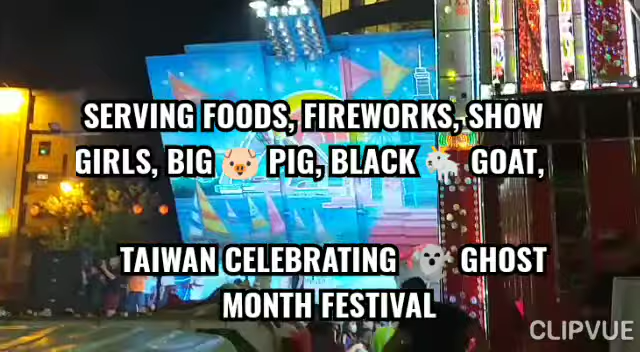 SERVING FOODS, FIREWORKS, SHOW
GIRLS, BIG 🐷 PIG, BLACK 🐐 GOAT,
TAIWAN CELEBRATING 👻 GHOST
MONTH FESTIVAL
CLIPVUE